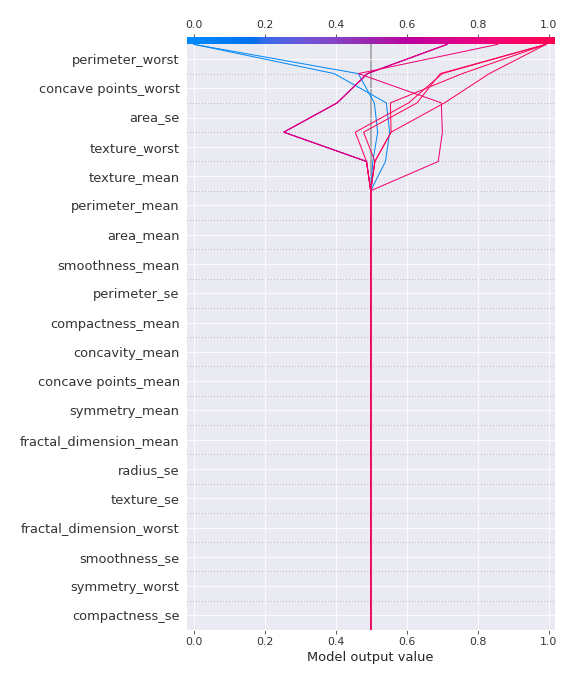 0.0 0.2 0.4 0.6 0.8 1.0
perimeter_worst
concave points_worst
area_se
texture_worst
texture_mean
perimeter_mean
area_mean
smoothness_mean
perimeter_se
compactness_mean
concavity_mean
concave points_mean
symmetry_mean
fractal_dimension_mean
radius_se
texture_se
fractal_dimension_worst
smoothness_se
symmetry_worst
compactness_se
0.0 0.2 0.4 0.6 0.8 1.0
Model output value